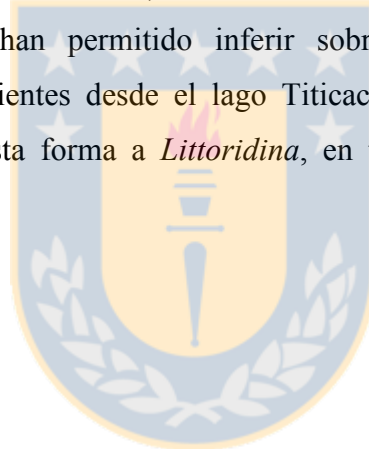 han permitido inferir sobr
ientes desde el lago Titicac
sta forma a Littoridina, en